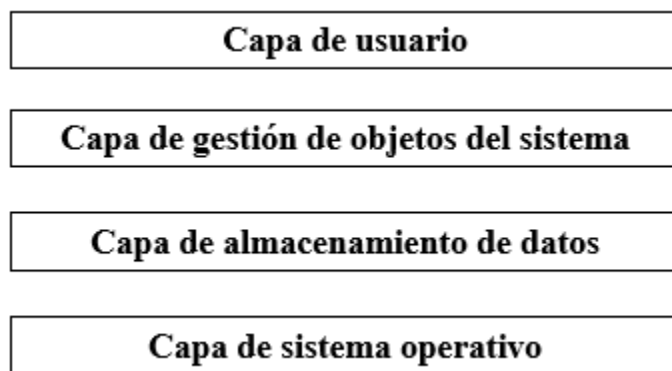 Capa de usuario
Capa de gestión de objetos del sistema
Capa de almacenamiento de datos
Capa de sistema operativo